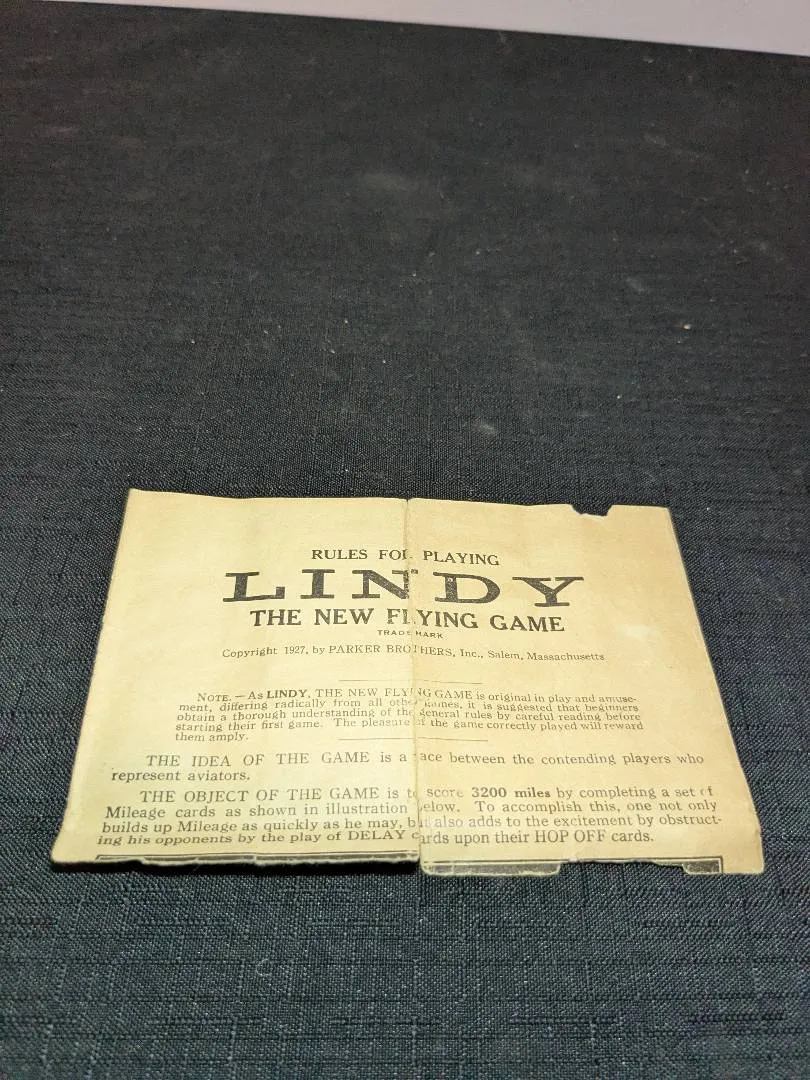 RULES FOR PLAYING
LINDY
THE NEW FLYING GAME
TRADE MARK
Copyright 1927, by PARKER BROTHERS, Inc., Salem, Massachusetts
NOTE. — As LINDY, THE NEW FLYING GAME is original in play and amuse-
ment, differing radically from all other games, it is suggested that beginners
obtain a thorough understanding of the general rules by careful reading before
starting their first game. The pleasure of the game correctly played will reward
them amply.
THE IDEA OF THE GAME is a race between the contending players who
represent aviators.
THE OBJECT OF THE GAME is to score 3200 miles by completing a set of
Mileage cards as shown in illustration below. To accomplish this, one not only
builds up Mileage as quickly as he may, but also adds to the excitement by obstruct-
ing his opponents by the play of DELAY cards upon their HOP OFF cards.